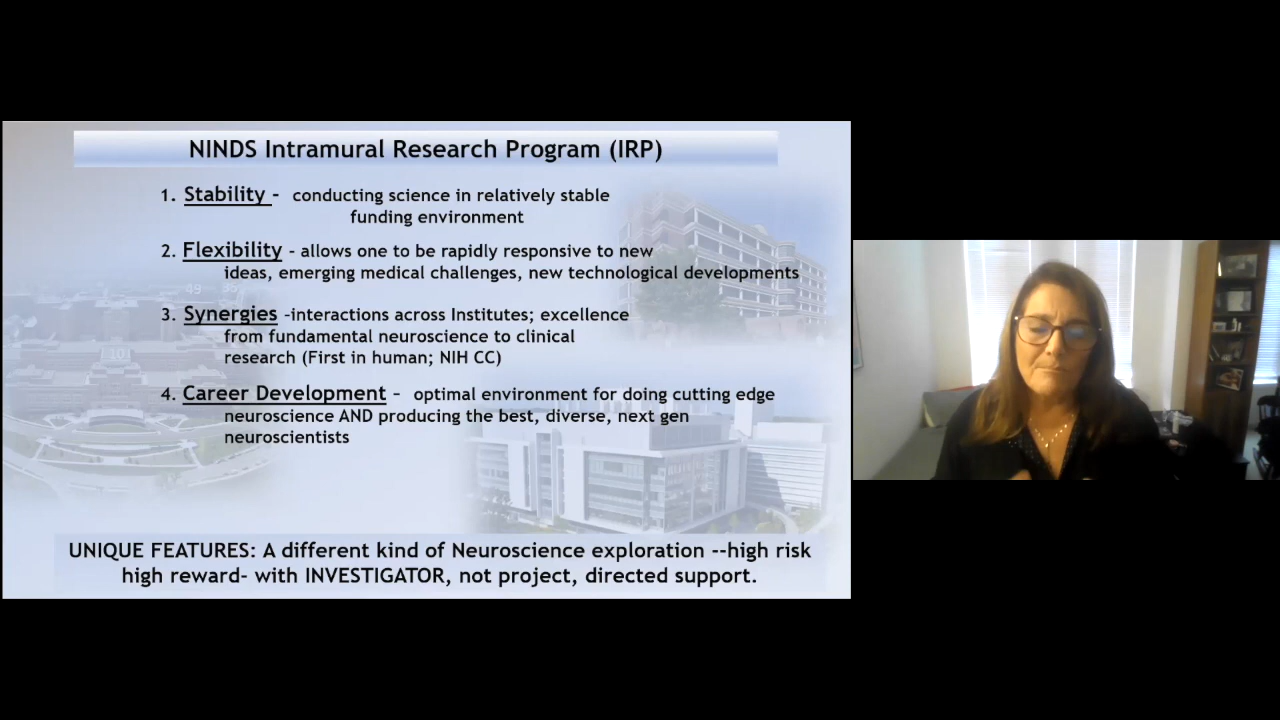 NINDS Intramural Research Program (IRP)
1. Stability - conducting science in relatively stable
funding environment
2. Flexibility - allows one to be rapidly responsive to new
ideas, emerging medical challenges, new technological developments
3. Synergies -interactions across Institutes; excellence
from fundamental neuroscience to clinical
research (First in human; NIH CC)
4. Career Development - optimal environment for doing cutting edge
neuroscience AND producing the best, diverse, next gen
neuroscientists
UNIQUE FEATURES: A different kind of Neuroscience exploration --high risk
high reward- with INVESTIGATOR, not project, directed support.
49
10